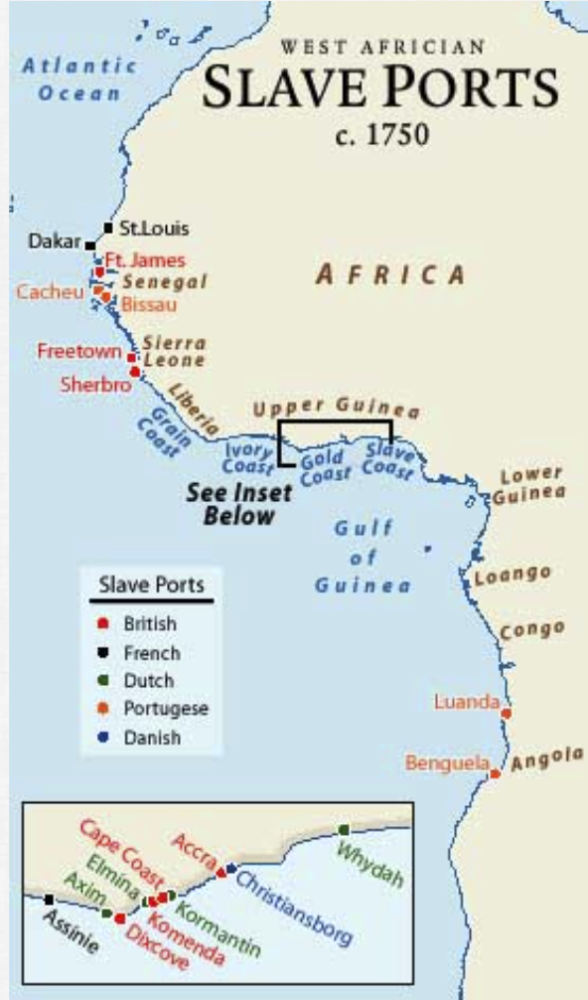 WEST AFRICIAN
SLAVE PORTS
c. 1750
Atlantic
Ocean
St.Louis
Dakar
Ft. James
Senegal
Cacheu
Bissau
AFRICA
Freetown
Sierra
Leone
Sherbro
Liberia
Grain
Coast
Upper Guinea
Ivory
Coast
Gold
Coast
Slave
Coast
See Inset
Below
Lower
Guinea
Gulf
of
Guinea
Loango
Congo
Slave Ports
British
French
Dutch
Portugese
Danish
Luanda
Benguela
Angola
Cape Coast
Accra
Whydah
Elmina
Christiansborg
Axim
Kormantin
Assinie
Komenda
Dixcove